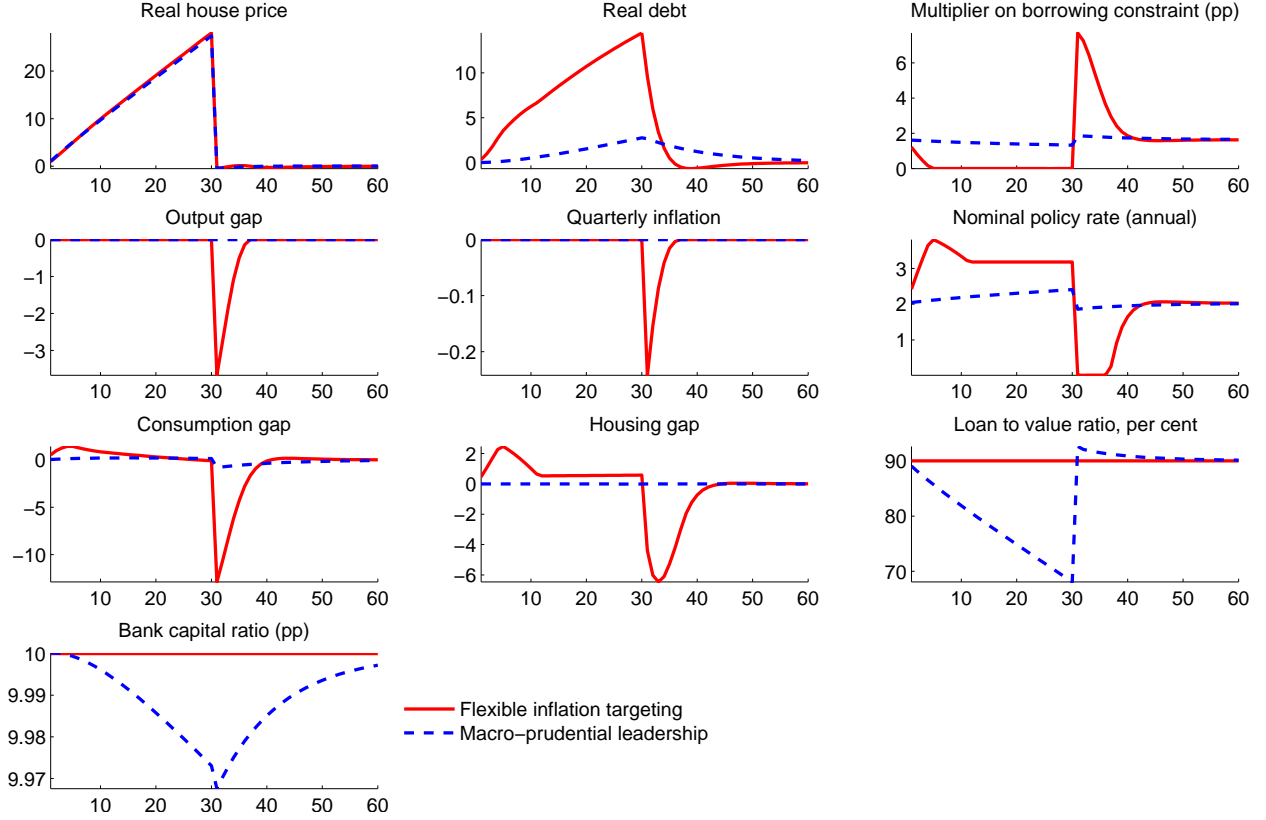 Real house price
Real debt
Multiplier on borrowing constraint (pp)
20
10
0
10 20 30 40 50 60
10
5
0
10 20 30 40 50 60
6
4
2
0
10 20 30 40 50 60
Output gap
Quarterly inflation
Nominal policy rate (annual)
0
−1
−2
−3
10 20 30 40 50 60
0
−0.1
−0.2
10 20 30 40 50 60
3
2
1
10 20 30 40 50 60
Consumption gap
Housing gap
Loan to value ratio, per cent
0
−5
−10
10 20 30 40 50 60
2
0
−2
−4
−6
10 20 30 40 50 60
90
80
70
10 20 30 40 50 60
Bank capital ratio (pp)
10
9.99
9.98
9.97
10 20 30 40 50 60
Flexible inflation targeting
Macro−prudential leadership